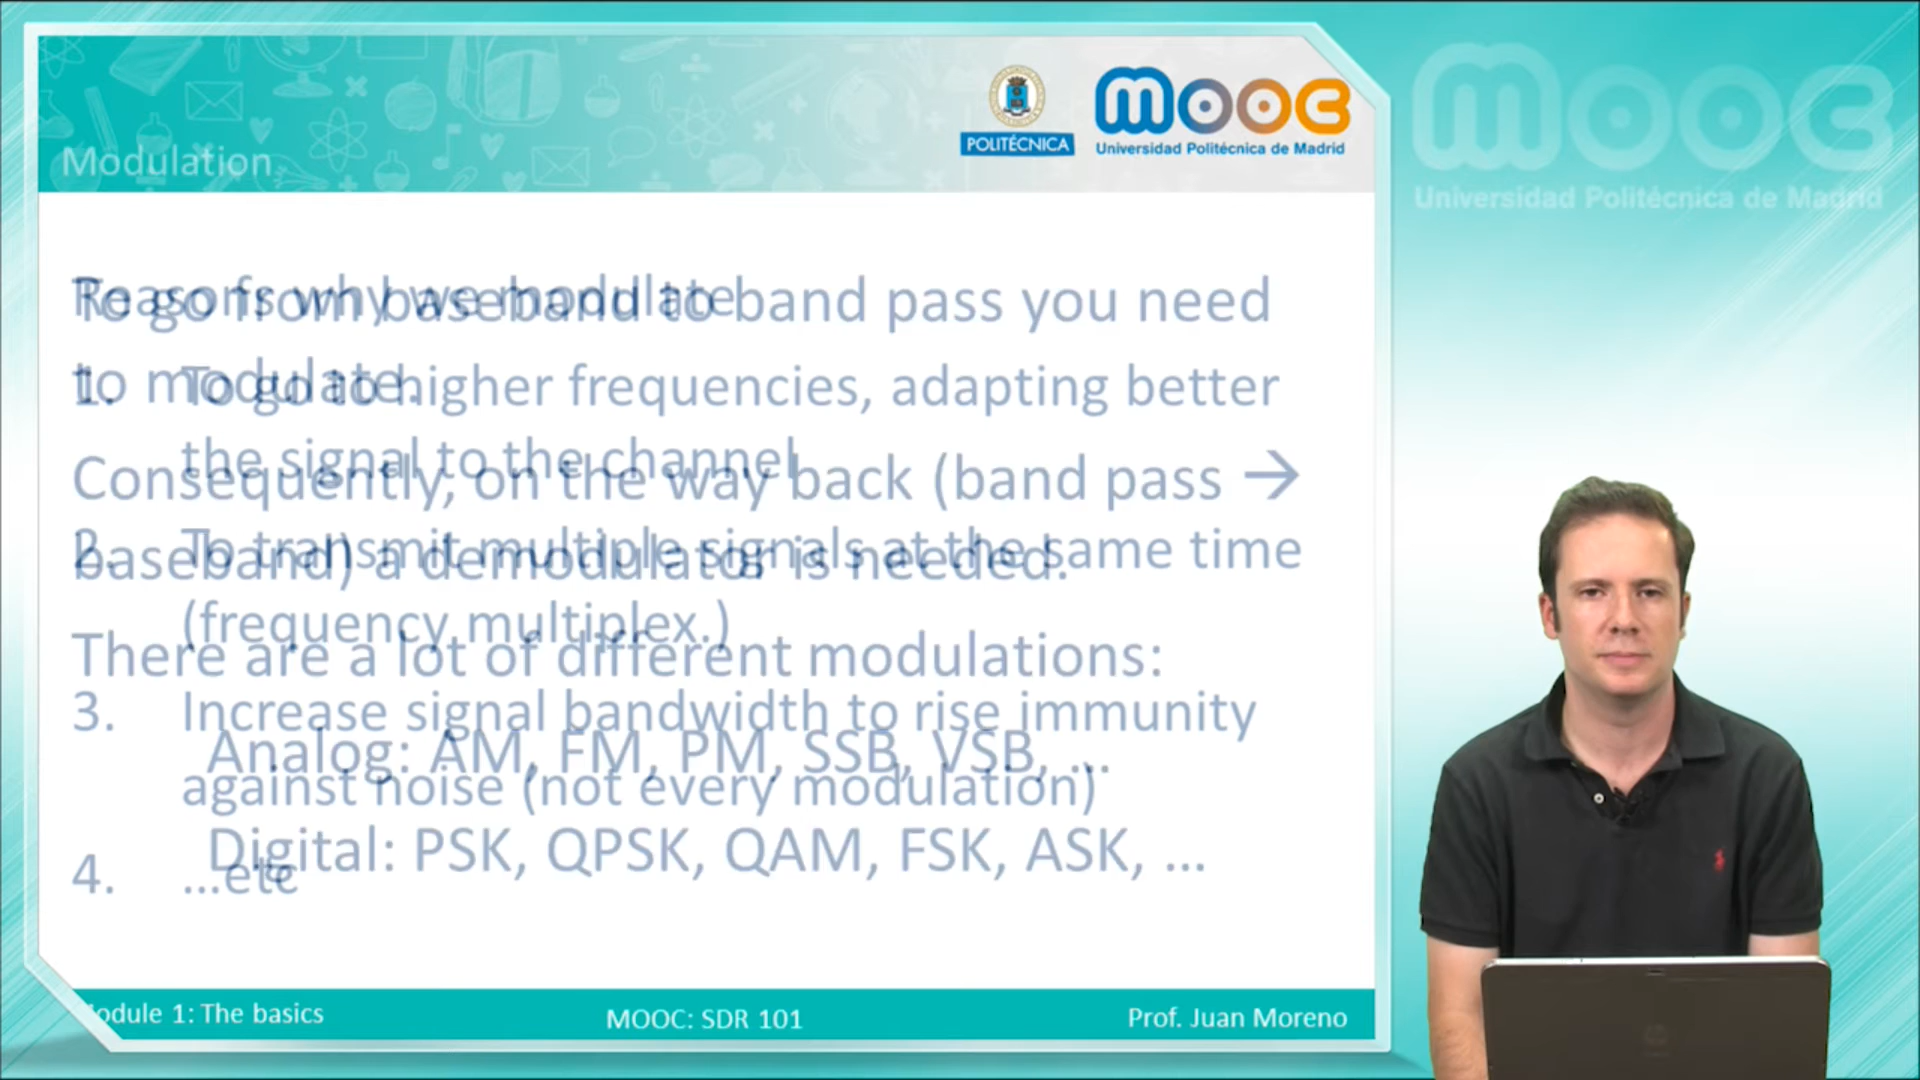 POLITÉCNICA
mooc
Universidad Politécnica de Madrid
mooc
Universidad Politécnica de Madrid
Modulation
To go from baseband to band pass you need
to modulate.
Consequently, on the way back (band pass →
baseband) a demodulator is needed.
There are a lot of different modulations:
Analog: AM, FM, PM, SSB, VSB, ...
Digital: PSK, QPSK, QAM, FSK, ASK, ...
Reasons why we modulate
1. To go to higher frequencies, adapting better
the signal to the channel
2. To transmit multiple signals at the same time
(frequency multiplex.)
3. Increase signal bandwidth to rise immunity
against noise (not every modulation)
4. ...etc
odule 1: The basics
MOOC: SDR 101
Prof. Juan Moreno